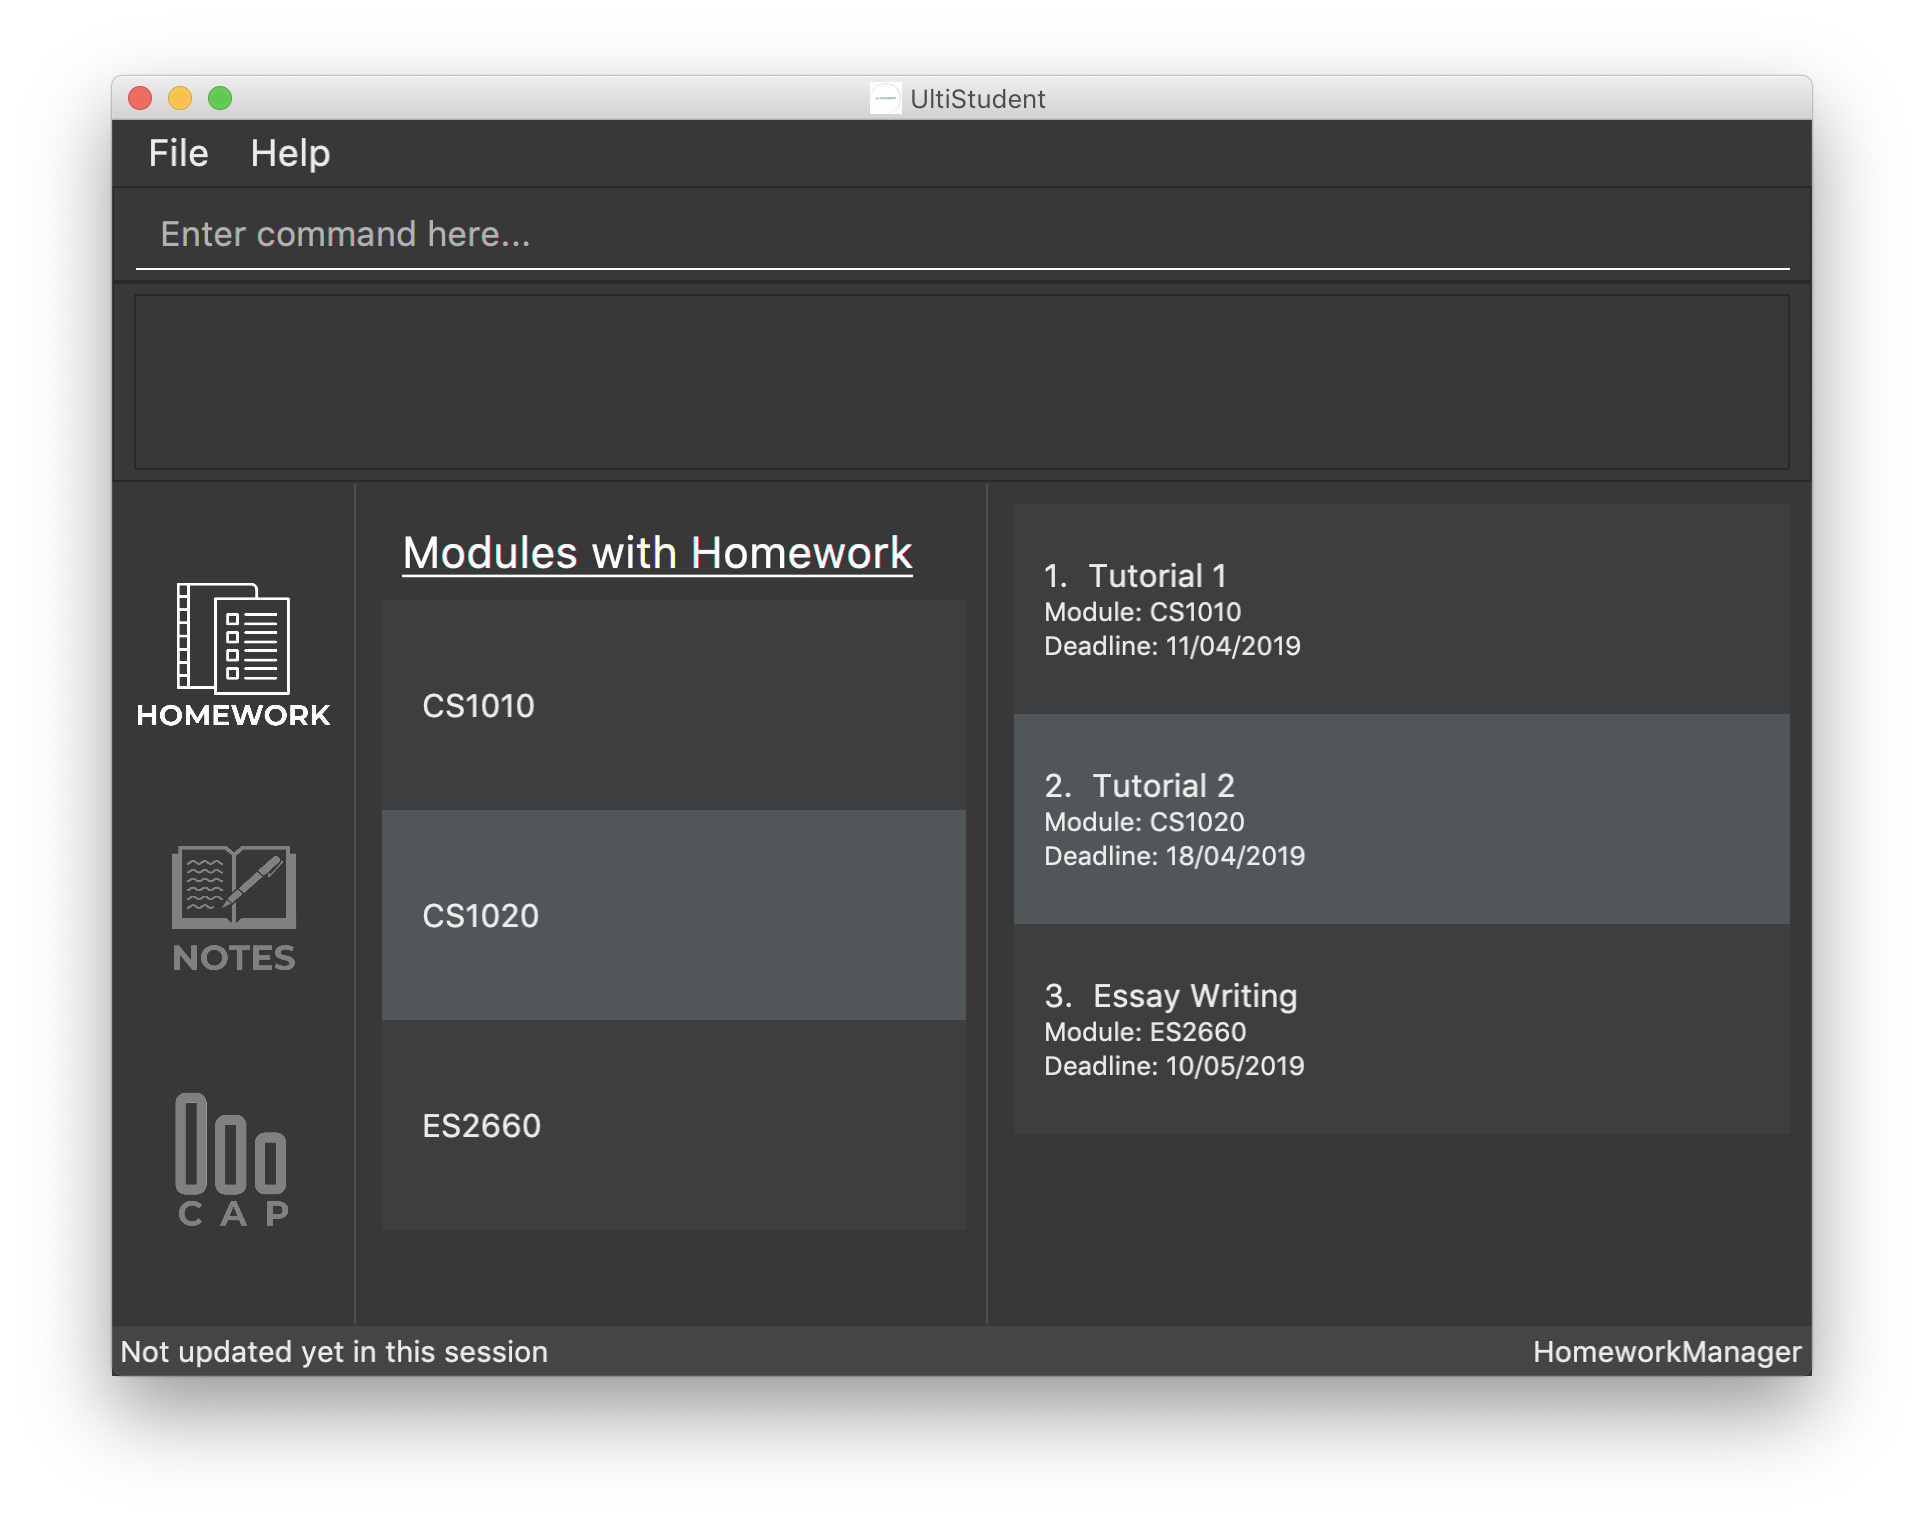 UltiStudent
File Help
Enter command here...
HOMEWORK
NOTES
CAP
Modules with Homework
CS1010
CS1020
ES2660
1. Tutorial 1
Module: CS1010
Deadline: 11/04/2019
2. Tutorial 2
Module: CS1020
Deadline: 18/04/2019
3. Essay Writing
Module: ES2660
Deadline: 10/05/2019
Not updated yet in this session
HomeworkManager